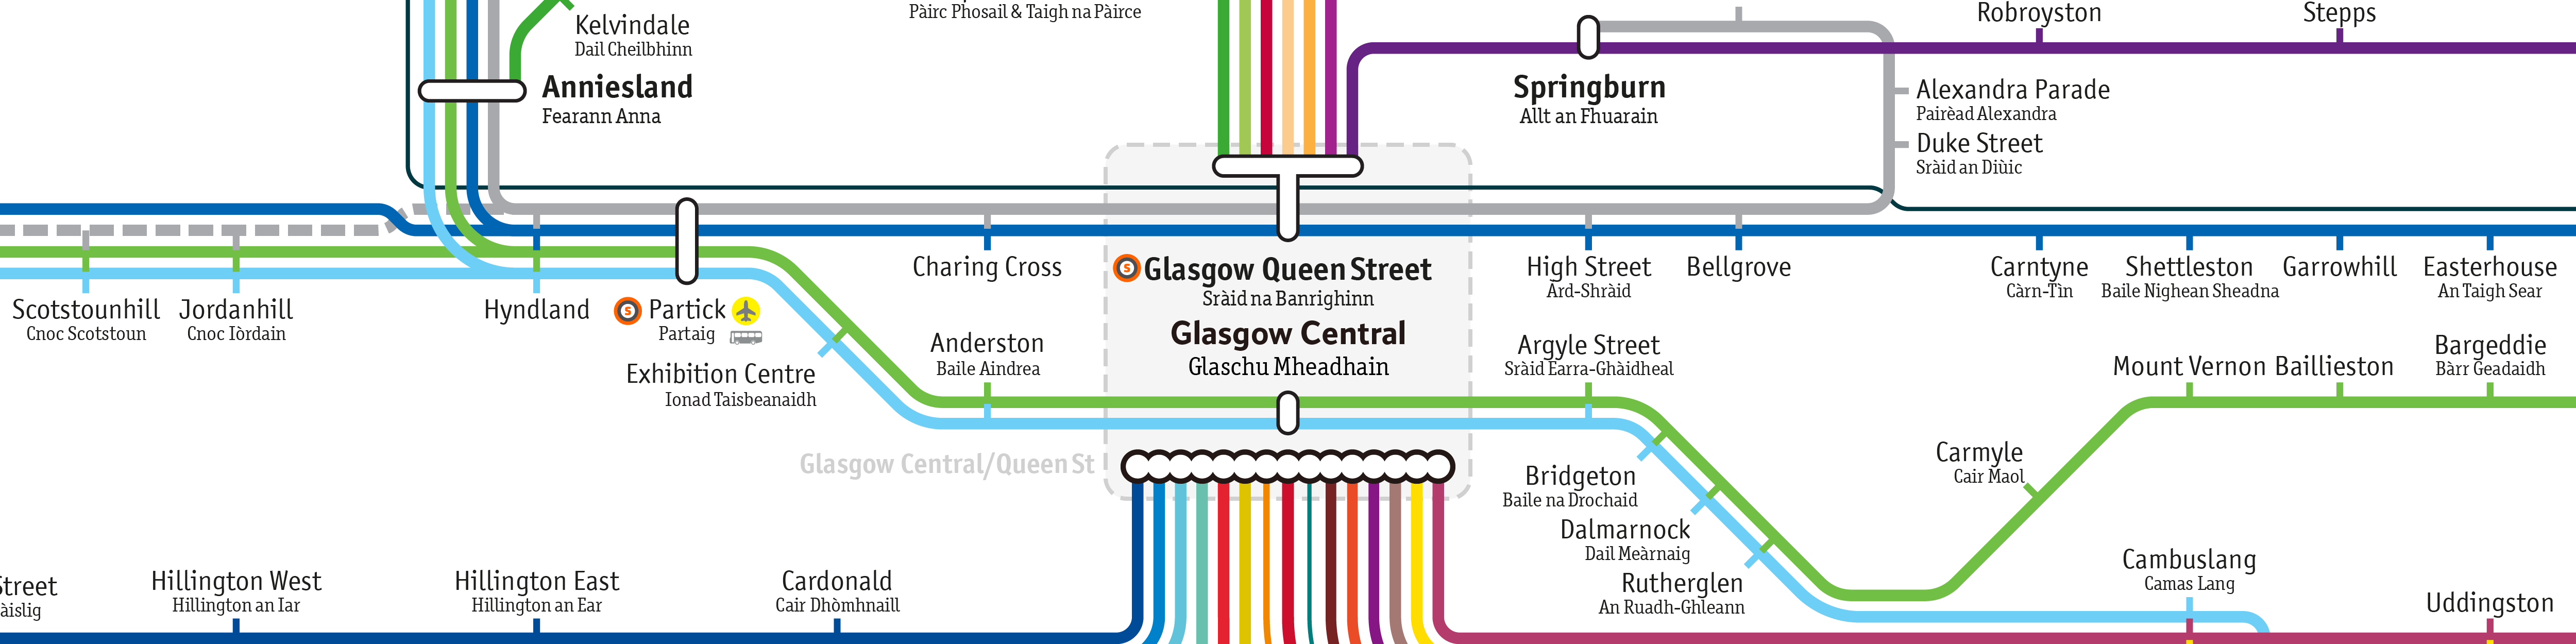 Kelvindale
Dail Cheilbhinn
Anniesland
Fearann Anna
Pàirc Phosail & Taigh na Pàirce
Springburn
Allt an Fhuarain
Robroyston
Stepps
Alexandra Parade
Pairèad Alexandra
Duke Street
Sràid an Diùic
Scotstounhill
Cnoc Scotstoun
Jordanhill
Cnoc Iòrdain
Hyndland
S
Partick
Partaig
Exhibition Centre
Ionad Taisbeanaidh
Charing Cross
Anderston
Baile Aindrea
S
Glasgow Queen Street
Sràid na Banrighinn
Glasgow Central
Glaschu Mheadhain
Glasgow Central/Queen St
High Street
Àrd-Shràid
Bellgrove
Carntyne
Càrn-Tìn
Shettleston
Baile Nighean Sheadna
Garrowhill
Easterhouse
An Taigh Sear
Argyle Street
Sràid Earra-Ghàidheal
Mount Vernon
Baillieston
Bargeddie
Bàrr Geadaidh
Bridgeton
Baile na Drochaid
Dalmarnock
Dail Meàrnaig
Rutherglen
An Ruadh-Ghleann
Carmyle
Cair Maol
Cambuslang
Camas Lang
Uddingston
Street
àislig
Hillington West
Hillington an Iar
Hillington East
Hillington an Ear
Cardonald
Cair Dhòmhnaill